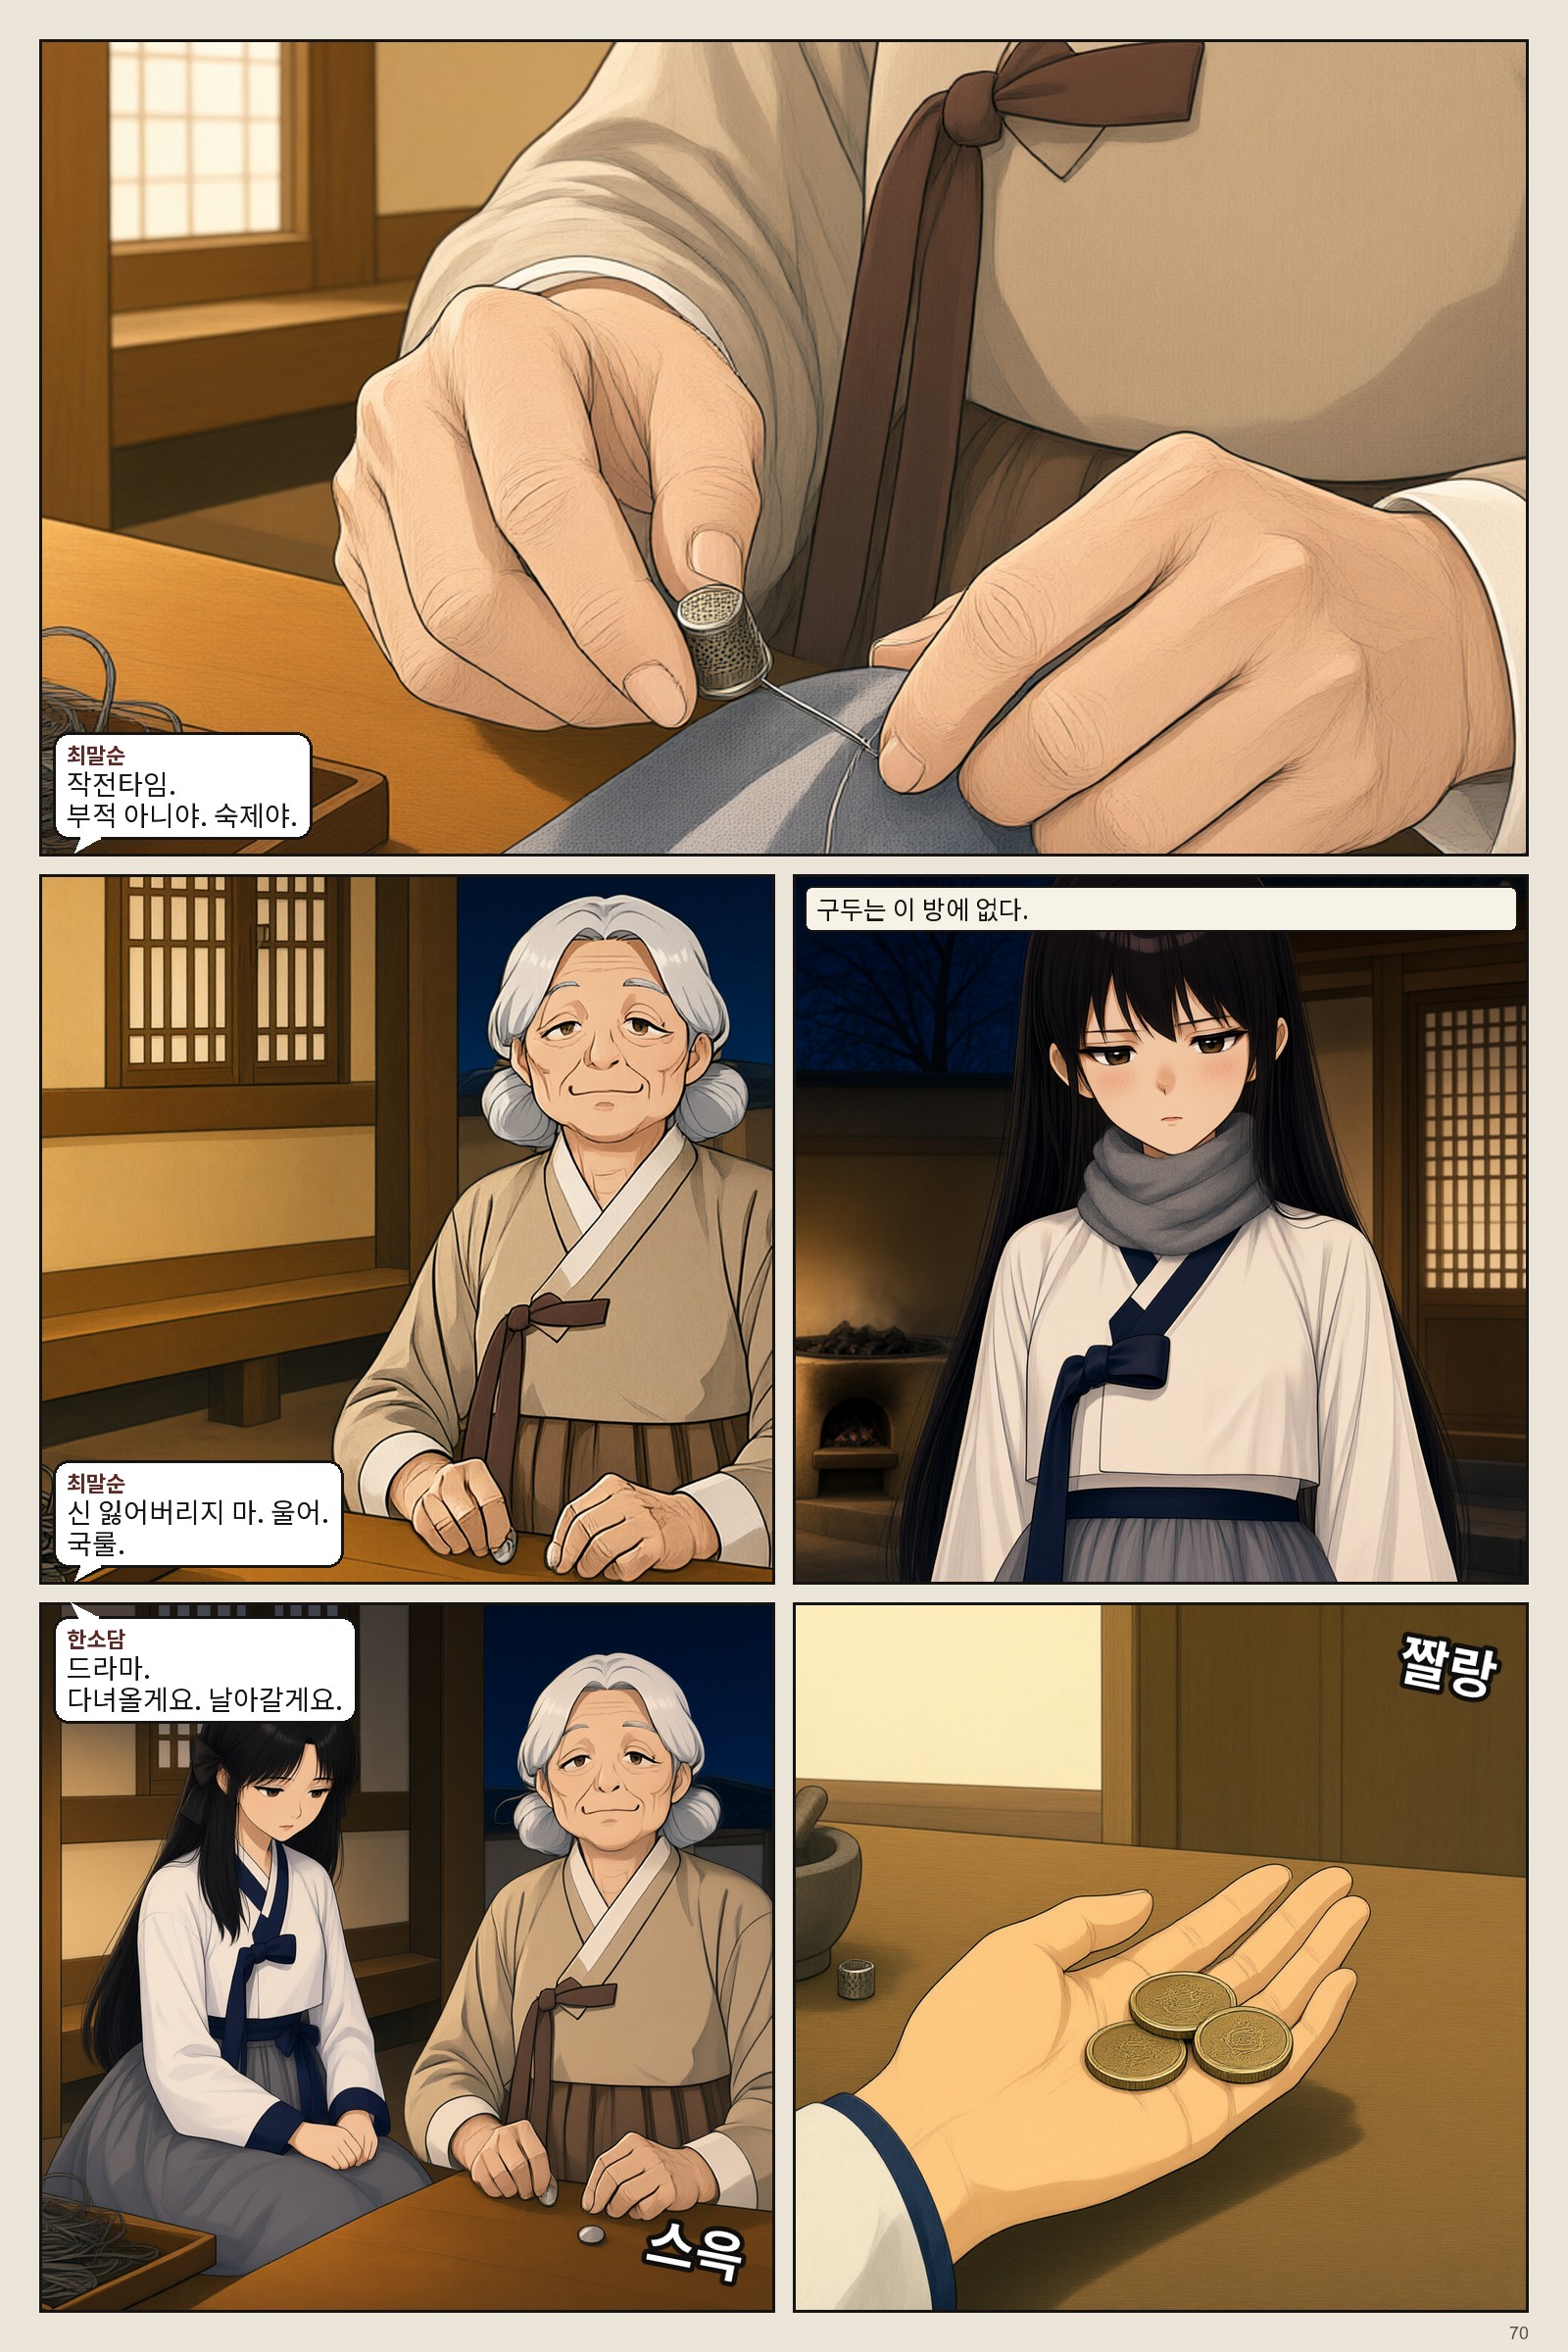 최말순
작전타임.
부적 아니야. 숙제야.
최말순
신 잃어버리지 마. 울어.
국룰.
구두는 이 방에 없다.
한소담
드라마.
다녀올게요. 날아갈게요.
스윽
짤랑
70